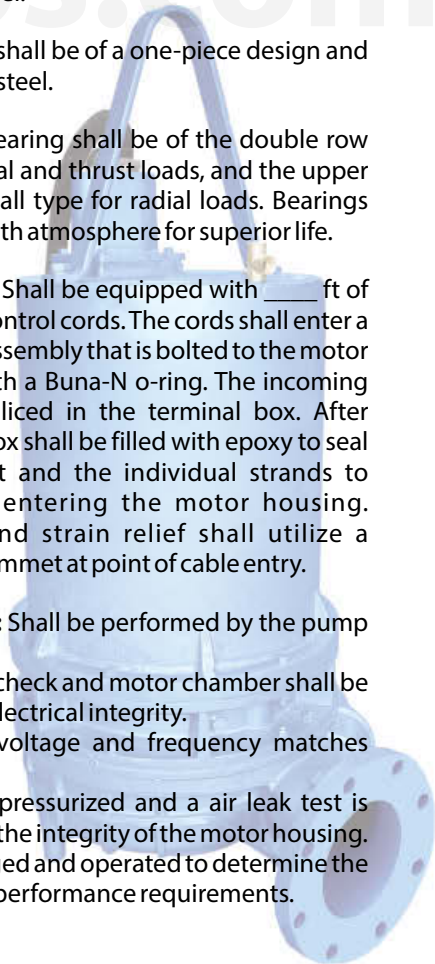 os.com
shall be of a one-piece design and
steel.
earing shall be of the double row
al and thrust loads, and the upper
all type for radial loads. Bearings
th atmosphere for superior life.
Shall be equipped with ____ ft of
ontrol cords. The cords shall enter a
ssembly that is bolted to the motor
th a Buna-N o-ring. The incoming
liced in the terminal box. After
ox shall be filled with epoxy to seal
t and the individual strands to
entering the motor housing.
nd strain relief shall utilize a
mmet at point of cable entry.
: Shall be performed by the pump
check and motor chamber shall be
lectrical integrity.
voltage and frequency matches
pressurized and a air leak test is
the integrity of the motor housing.
ged and operated to determine the
performance requirements.